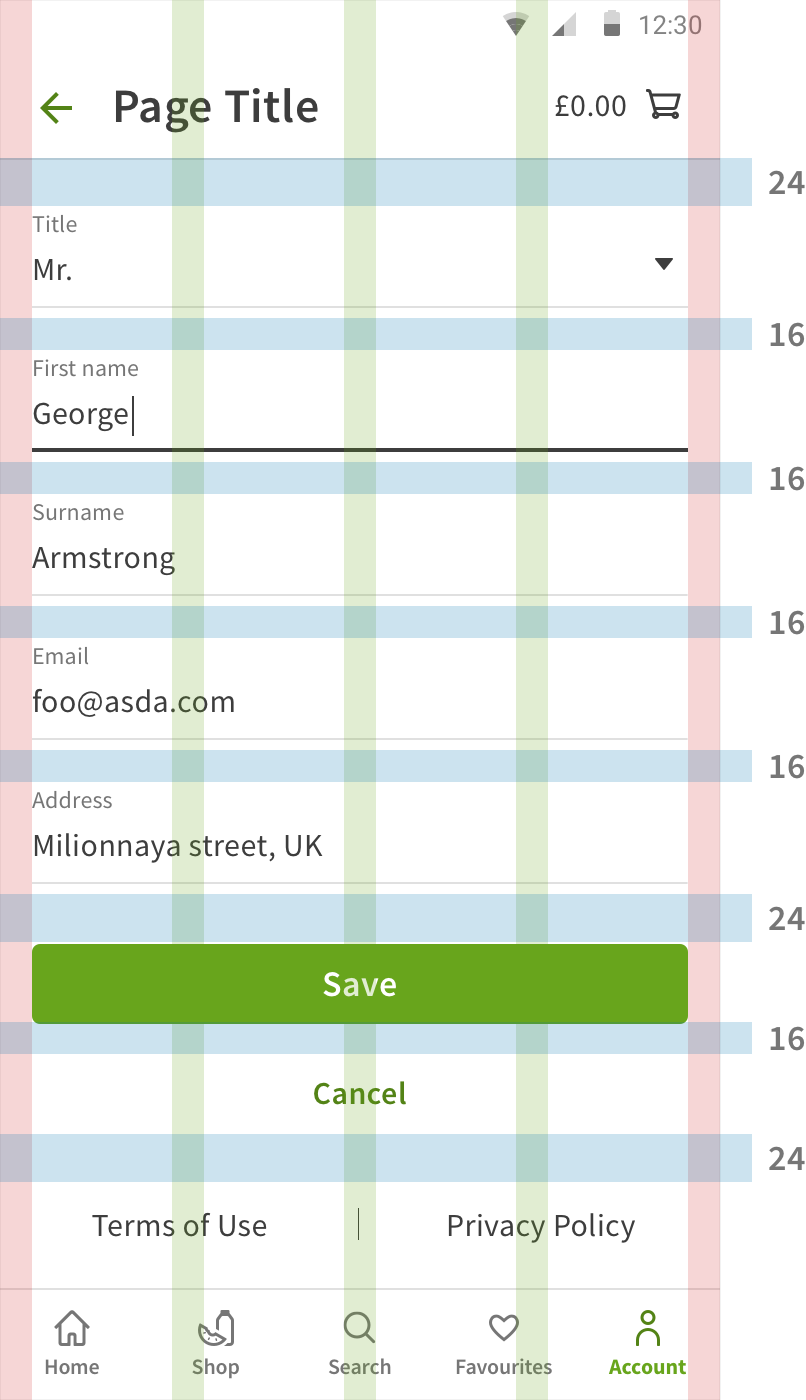 12:30
Page Title £0.00
24
Title
Mr.
16
First name
George
16
Surname
Armstrong
16
Email
foo@asda.com
16
Address
Milionnaya street, UK
24
Save
16
Cancel
24
Terms of Use | Privacy Policy
Home Shop Search Favourites Account